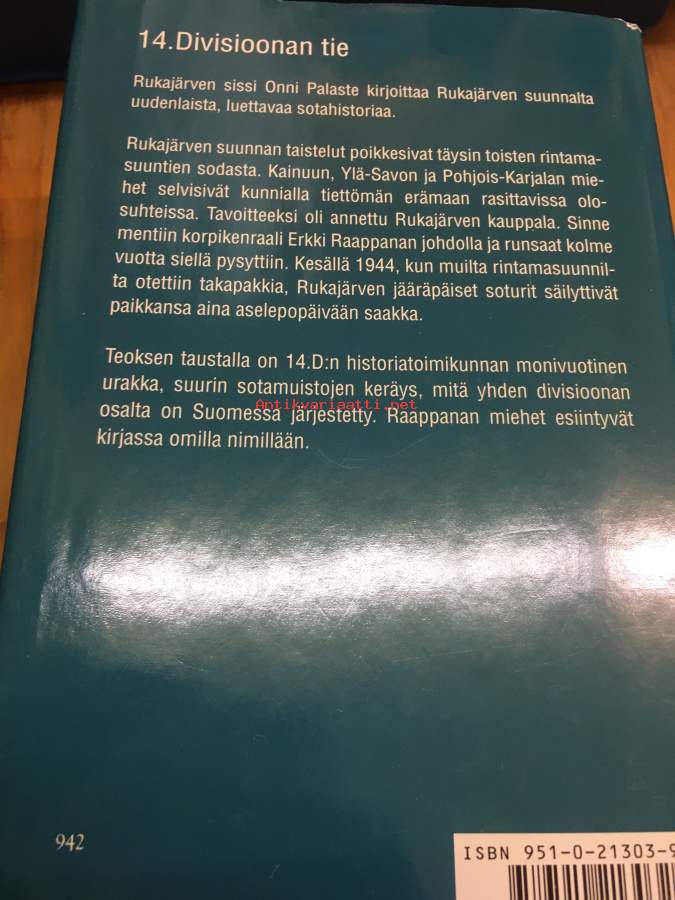 14.Divisioonan tie
Rukajärven sissi Onni Palaste kirjoittaa Rukajärven suunnalta
uudenlaista, luettavaa sotahistoriaa.
Rukajärven suunnan taistelut poikkesivat täysin toisten rintama-
suuntien sodasta. Kainuun, Ylä-Savon ja Pohjois-Karjalan mie-
het selvisivät kunnialla tiettömän erämaan rasittavissa olo-
suhteissa. Tavoitteeksi oli annettu Rukajärven kauppala. Sinne
mentiin korpikenraali Erkki Raappanan johdolla ja runsaat kolme
vuotta siellä pysyttiin. Kesällä 1944, kun muilta rintamasuunnil-
ta otettiin takapakkia, Rukajärven jääräpäiset soturit säilyttivät
paikkansa aina aselepopäivään saakka.
Teoksen taustalla on 14.D:n historiatoimikunnan monivuotinen
urakka, suurin sotamuistojen keräys, mitä yhden divisioonan
Antikvariaatti.net
osalta on Suomessa järjestetty. Raappanan miehet esiintyvät
kirjassa omilla nimillään.
942
ISBN 951-0-21303-9